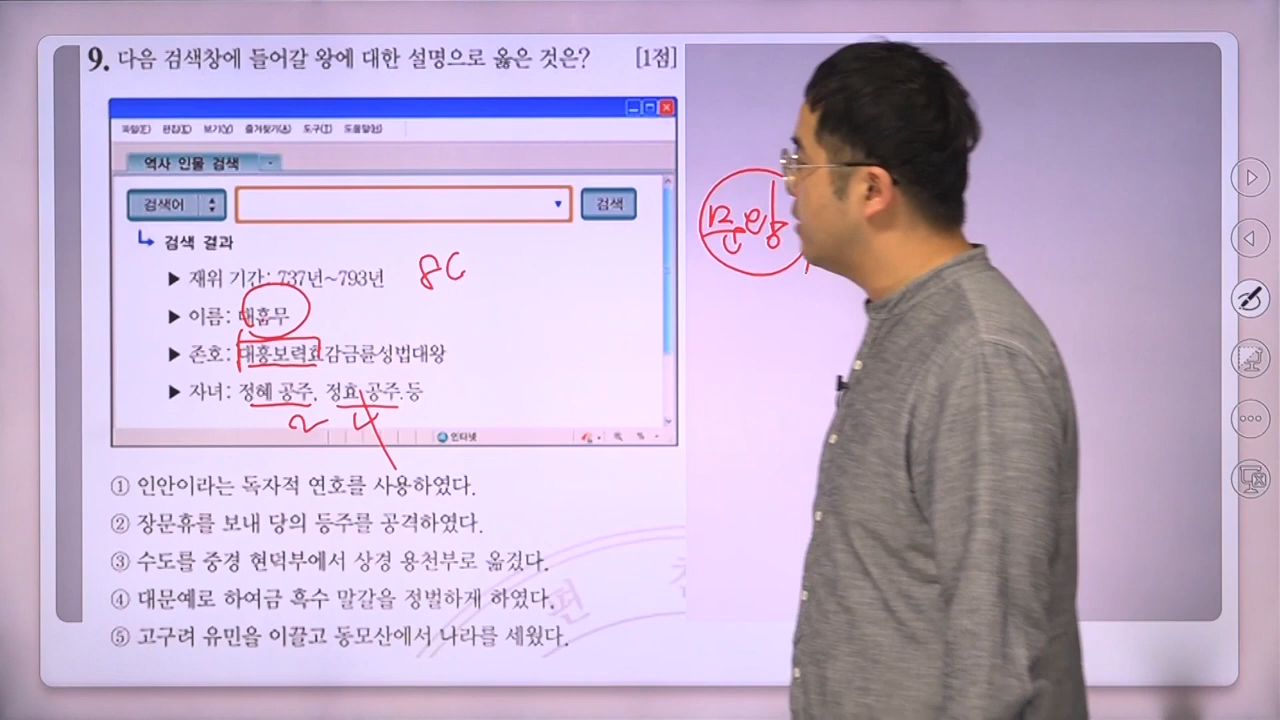 9. 다음 검색창에 들어갈 왕에 대한 설명으로 옳은 것은? [1점]
파일(F) 편집(E) 보기(V) 즐겨찾기(A) 도구(T) 도움말(H)
역사 인물 검색
검색어 검색
검색 결과
▶ 재위 기간: 737년~793년 8C
▶ 이름: 대흠무
▶ 존호: 대흥보력효감금륜성법대왕
▶ 자녀: 정혜 공주, 정효 공주 등
2 4
문왕
인터넷
① 인안이라는 독자적 연호를 사용하였다.
② 장문휴를 보내 당의 등주를 공격하였다.
③ 수도를 중경 현덕부에서 상경 용천부로 옮겼다.
④ 대문예로 하여금 흑수 말갈을 정벌하게 하였다.
⑤ 고구려 유민을 이끌고 동모산에서 나라를 세웠다.